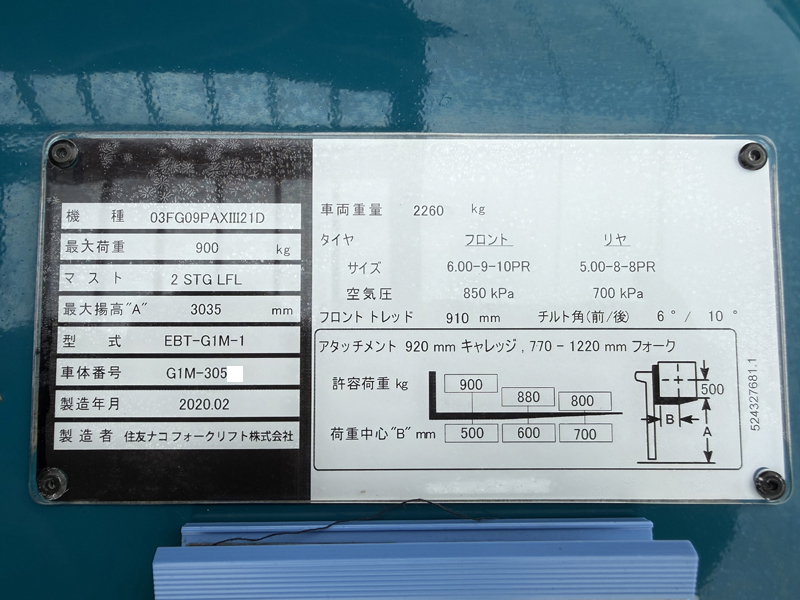 機 種 03FG09PAXIII21D
最大荷重 900 kg
マスト 2 STG LFL
最大揚高"A" 3035 mm
型 式 EBT-G1M-1
車体番号 G1M-305
製造年月 2020.02
製造者 住友ナコ フォークリフト株式会社
車両重量 2260 kg
タイヤ フロント リヤ
サイズ 6.00-9-10PR 5.00-8-8PR
空気圧 850 kPa 700 kPa
フロント トレッド 910 mm チルト角(前/後) 6° / 10°
アタッチメント 920 mm キャレッジ , 770 - 1220 mm フォーク
許容荷重 kg 900 880 800
荷重中心"B" mm 500 600 700
500
B
A
524327681.1